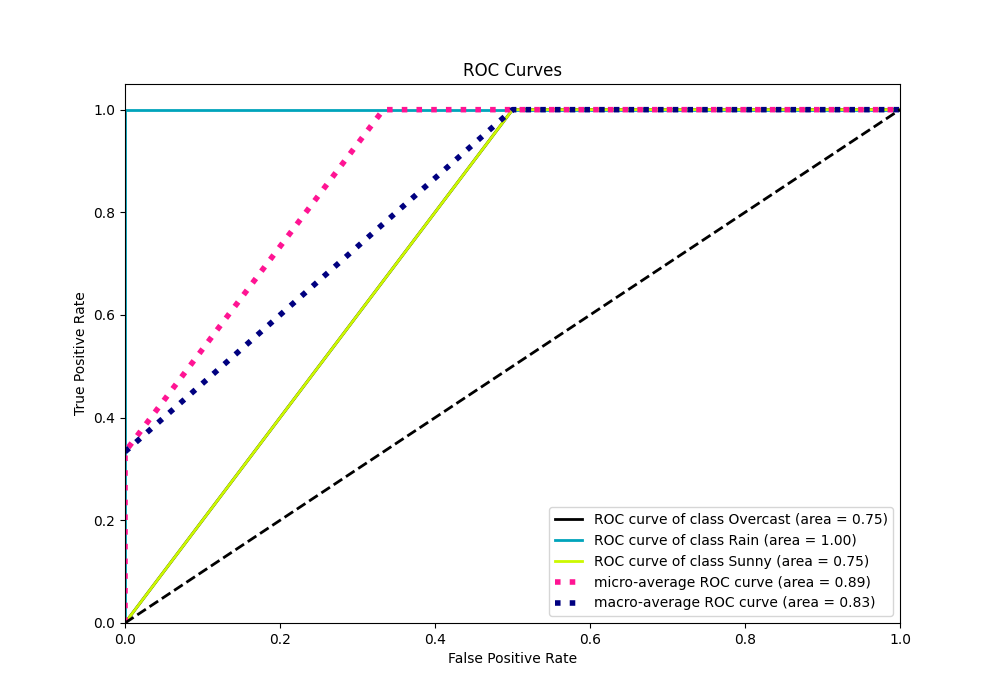 ROC Curves
1.0
0.8
0.6
0.4
0.2
0.0
True Positive Rate
0.0 0.2 0.4 0.6 0.8 1.0
False Positive Rate
ROC curve of class Overcast (area = 0.75)
ROC curve of class Rain (area = 1.00)
ROC curve of class Sunny (area = 0.75)
micro-average ROC curve (area = 0.89)
macro-average ROC curve (area = 0.83)